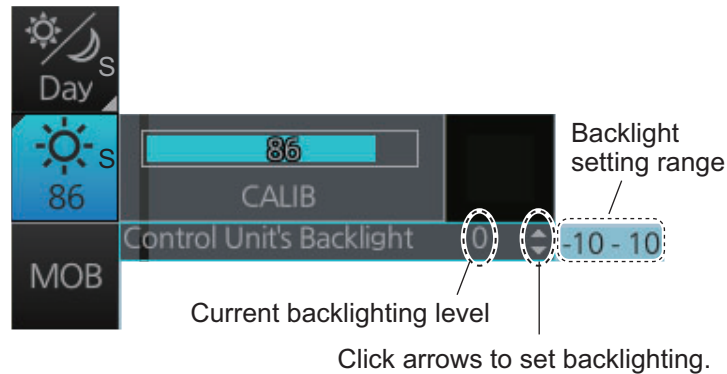 S
Day
S
86
86
CALIB
Backlight
setting range
Control Unit's Backlight 0 -10 - 10
MOB
Current backlighting level
Click arrows to set backlighting.